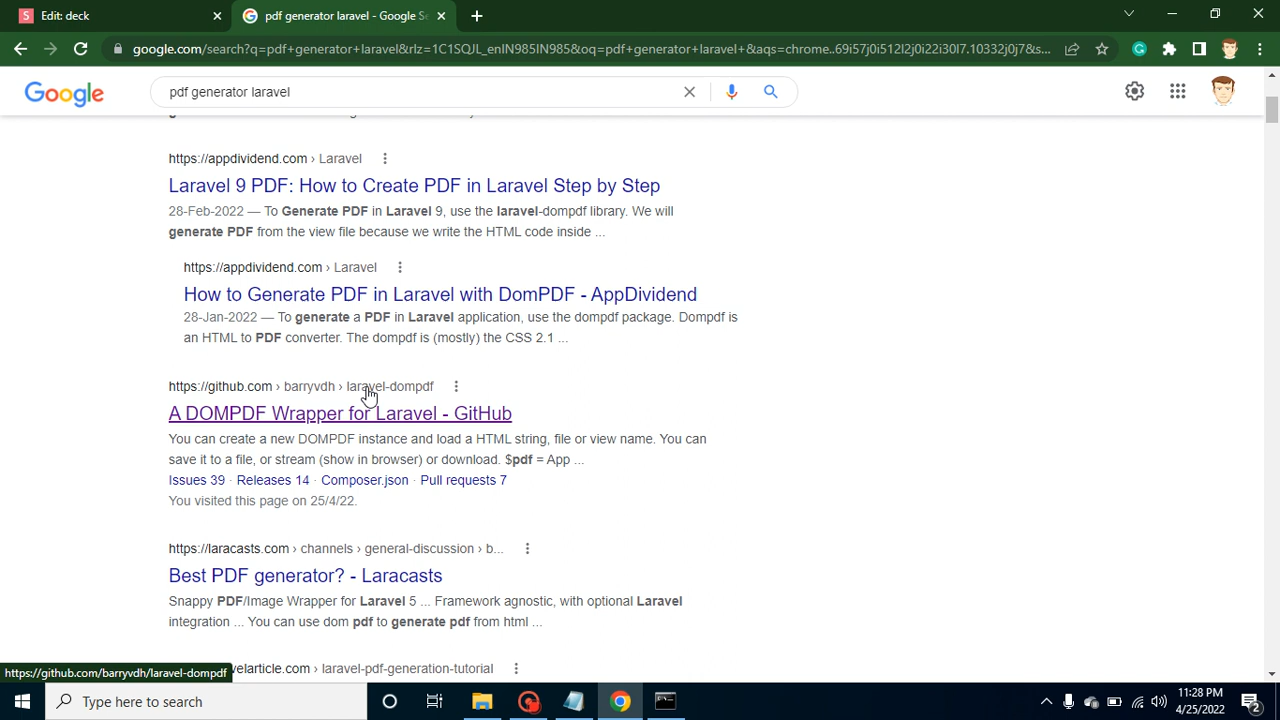 S Edit: deck
pdf generator laravel - Google Se
google.com/search?q=pdf+generator+laravel&rlz=1C1SQJL_enIN985IN985&oq=pdf+generator+laravel+&aqs=chrome..69i57j0i512l2j0i22i30l7.10332j0j7&s...
Google
pdf generator laravel
https://appdividend.com › Laravel
Laravel 9 PDF: How to Create PDF in Laravel Step by Step
28-Feb-2022 — To Generate PDF in Laravel 9, use the laravel-dompdf library. We will
generate PDF from the view file because we write the HTML code inside ...
https://appdividend.com › Laravel
How to Generate PDF in Laravel with DomPDF - AppDividend
28-Jan-2022 — To generate a PDF in Laravel application, use the dompdf package. Dompdf is
an HTML to PDF converter. The dompdf is (mostly) the CSS 2.1 ...
https://github.com › barryvdh › laravel-dompdf
A DOMPDF Wrapper for Laravel - GitHub
You can create a new DOMPDF instance and load a HTML string, file or view name. You can
save it to a file, or stream (show in browser) or download. $pdf = App ...
Issues 39 · Releases 14 · Composer.json · Pull requests 7
You visited this page on 25/4/22.
https://laracasts.com › channels › general-discussion › b...
Best PDF generator? - Laracasts
Snappy PDF/Image Wrapper for Laravel 5 ... Framework agnostic, with optional Laravel
integration ... You can use dom pdf to generate pdf from html ...
https://github.com/barryvdh/laravel-dompdf velarticle.com › laravel-pdf-generation-tutorial
Type here to search
11:28 PM
4/25/2022
2